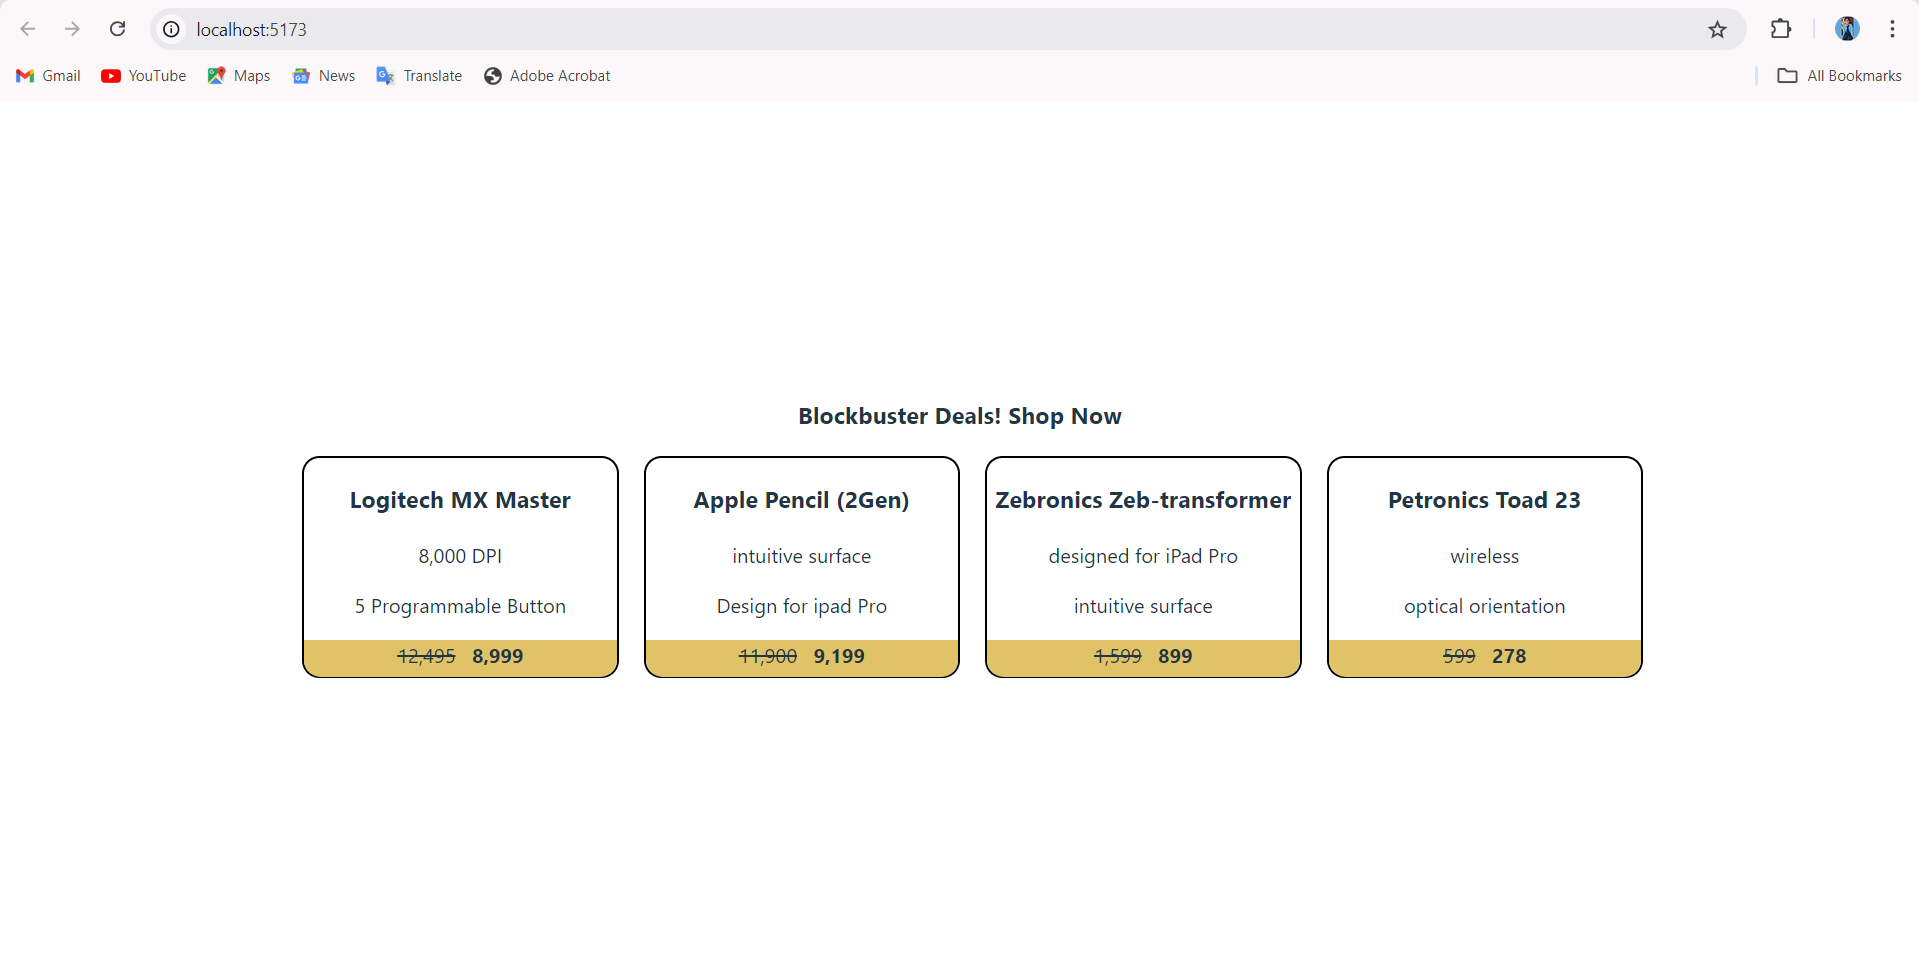 localhost:5173
Gmail YouTube Maps News Translate Adobe Acrobat All Bookmarks
Blockbuster Deals! Shop Now
Logitech MX Master
8,000 DPI
5 Programmable Button
12,495 8,999
Apple Pencil (2Gen)
intuitive surface
Design for ipad Pro
11,900 9,199
Zebronics Zeb-transformer
designed for iPad Pro
intuitive surface
1,599 899
Petronics Toad 23
wireless
optical orientation
599 278